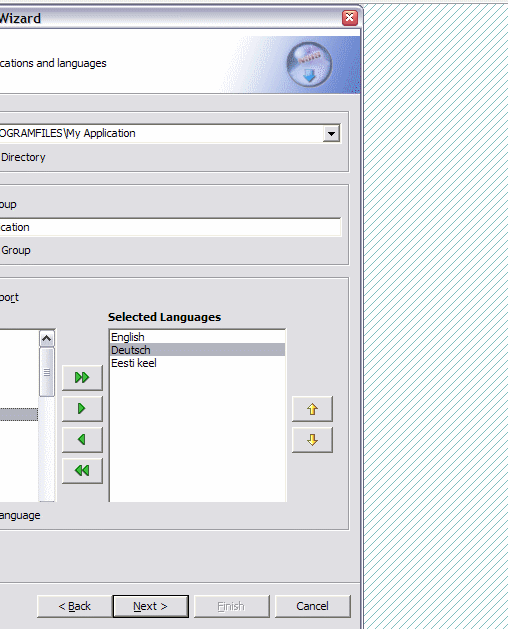 Wizard
cations and languages
OGRAMFILES\My Application
Directory
oup
cation
Group
port
Selected Languages
English
Deutsch
Eesti keel
anguage
< Back
Next >
Finish
Cancel